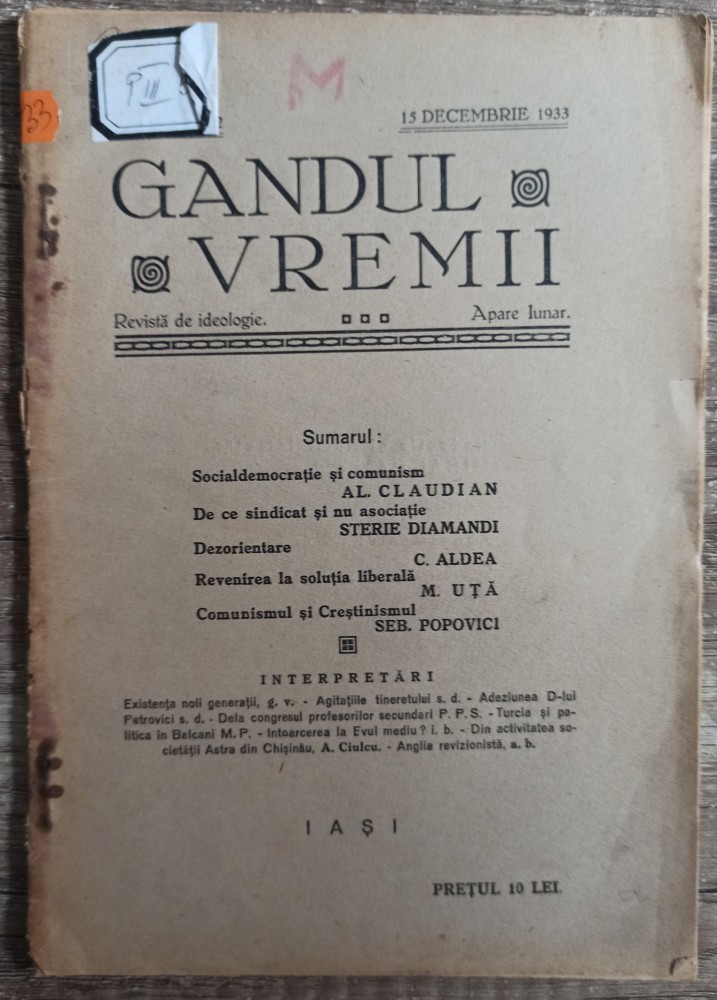 33
P III
M
15 DECEMBRIE 1933
GANDUL
VREMII
Revistă de ideologie.
Apare lunar.
Sumarul :
Socialdemocrație și comunism
AL. CLAUDIAN
De ce sindicat și nu asociație
STERIE DIAMANDI
Dezorientare
C. ALDEA
Revenirea la soluția liberală
M. UȚĂ
Comunismul și Creștinismul
SEB. POPOVICI
INTERPRETĂRI
Existența noii generații, g. v. - Agitațiile tineretului s. d. - Adeziunea D-lui
Petrovici s. d. - Dela congresul profesorilor secundari P. P. S. - Turcia și po-
litica în Balcani M. P. - Intoarcerea la Evul mediu ? i. b. - Din activitatea so-
cietății Astra din Chișinău, A. Ciulcu. - Anglia revizionistă, a. b.
IAȘI
PREȚUL 10 LEI.